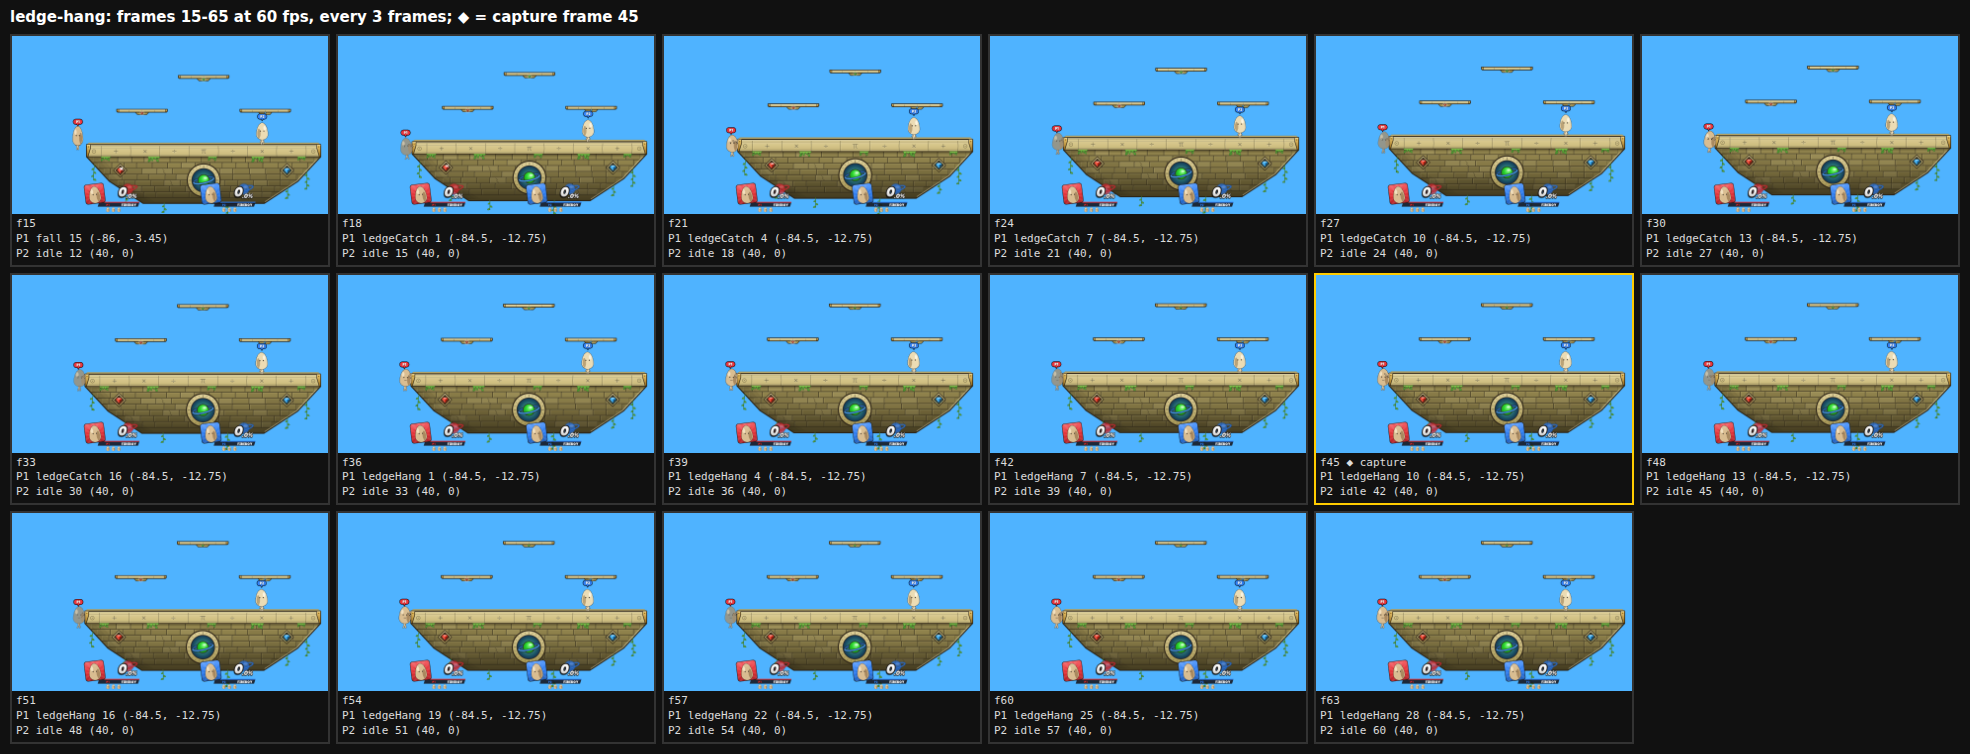 ledge-hang: frames 15-65 at 60 fps, every 3 frames; ◆ = capture frame 45
f15
P1 fall 15 (-86, -3.45)
P2 idle 12 (40, 0)
f18
P1 ledgeCatch 1 (-84.5, -12.75)
P2 idle 15 (40, 0)
f21
P1 ledgeCatch 4 (-84.5, -12.75)
P2 idle 18 (40, 0)
f24
P1 ledgeCatch 7 (-84.5, -12.75)
P2 idle 21 (40, 0)
f27
P1 ledgeCatch 10 (-84.5, -12.75)
P2 idle 24 (40, 0)
f30
P1 ledgeCatch 13 (-84.5, -12.75)
P2 idle 27 (40, 0)
f33
P1 ledgeCatch 16 (-84.5, -12.75)
P2 idle 30 (40, 0)
f36
P1 ledgeHang 1 (-84.5, -12.75)
P2 idle 33 (40, 0)
f39
P1 ledgeHang 4 (-84.5, -12.75)
P2 idle 36 (40, 0)
f42
P1 ledgeHang 7 (-84.5, -12.75)
P2 idle 39 (40, 0)
f45 ◆ capture
P1 ledgeHang 10 (-84.5, -12.75)
P2 idle 42 (40, 0)
f48
P1 ledgeHang 13 (-84.5, -12.75)
P2 idle 45 (40, 0)
f51
P1 ledgeHang 16 (-84.5, -12.75)
P2 idle 48 (40, 0)
f54
P1 ledgeHang 19 (-84.5, -12.75)
P2 idle 51 (40, 0)
f57
P1 ledgeHang 22 (-84.5, -12.75)
P2 idle 54 (40, 0)
f60
P1 ledgeHang 25 (-84.5, -12.75)
P2 idle 57 (40, 0)
f63
P1 ledgeHang 28 (-84.5, -12.75)
P2 idle 60 (40, 0)